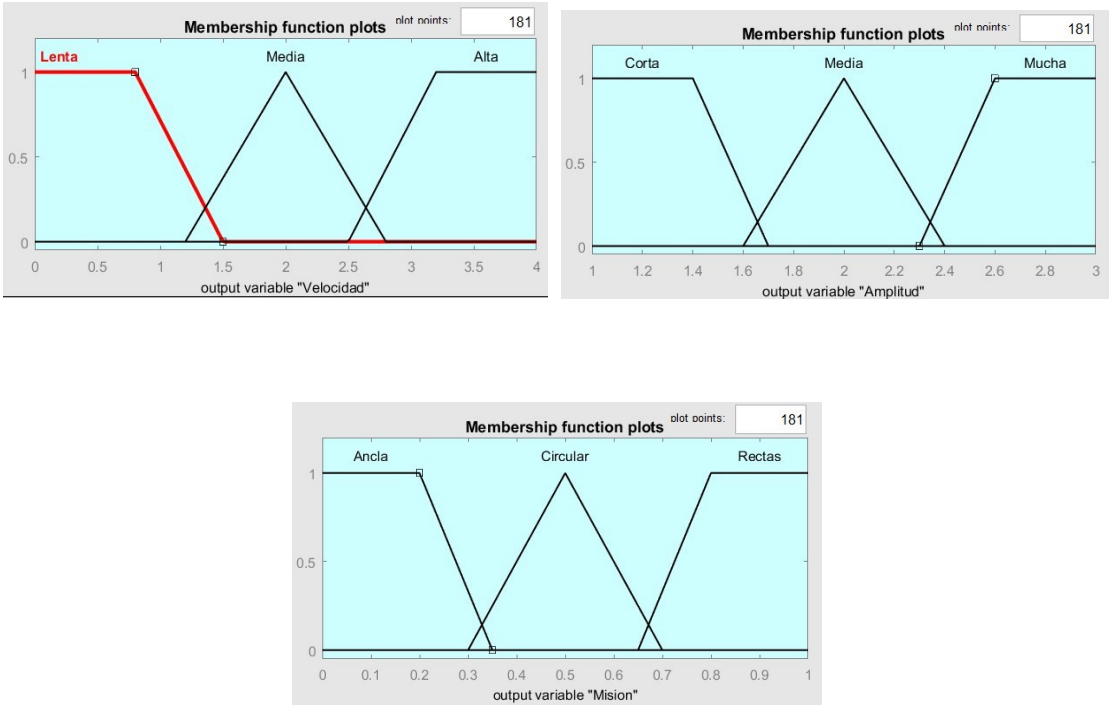 Membership function plots plot points: 181
Lenta Media Alta
1
0.5
0
0 0.5 1 1.5 2 2.5 3 3.5 4
output variable "Velocidad"
Membership function plots plot points: 181
Corta Media Mucha
1
0.5
0
1 1.2 1.4 1.6 1.8 2 2.2 2.4 2.6 2.8 3
output variable "Amplitud"
Membership function plots plot points: 181
Ancla Circular Rectas
1
0.5
0
0 0.1 0.2 0.3 0.4 0.5 0.6 0.7 0.8 0.9 1
output variable "Mision"